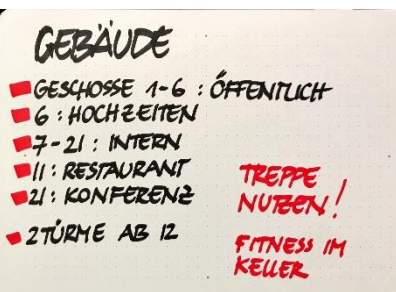 GEBÄUDE
GESCHOSSE 1-6 : ÖFFENTLICH
6 : HOCHZEITEN
7-21 : INTERN
11 : RESTAURANT
21 : KONFERENZ
2 TÜRME AB 12
TREPPE
NUTZEN!
FITNESS IM
KELLER